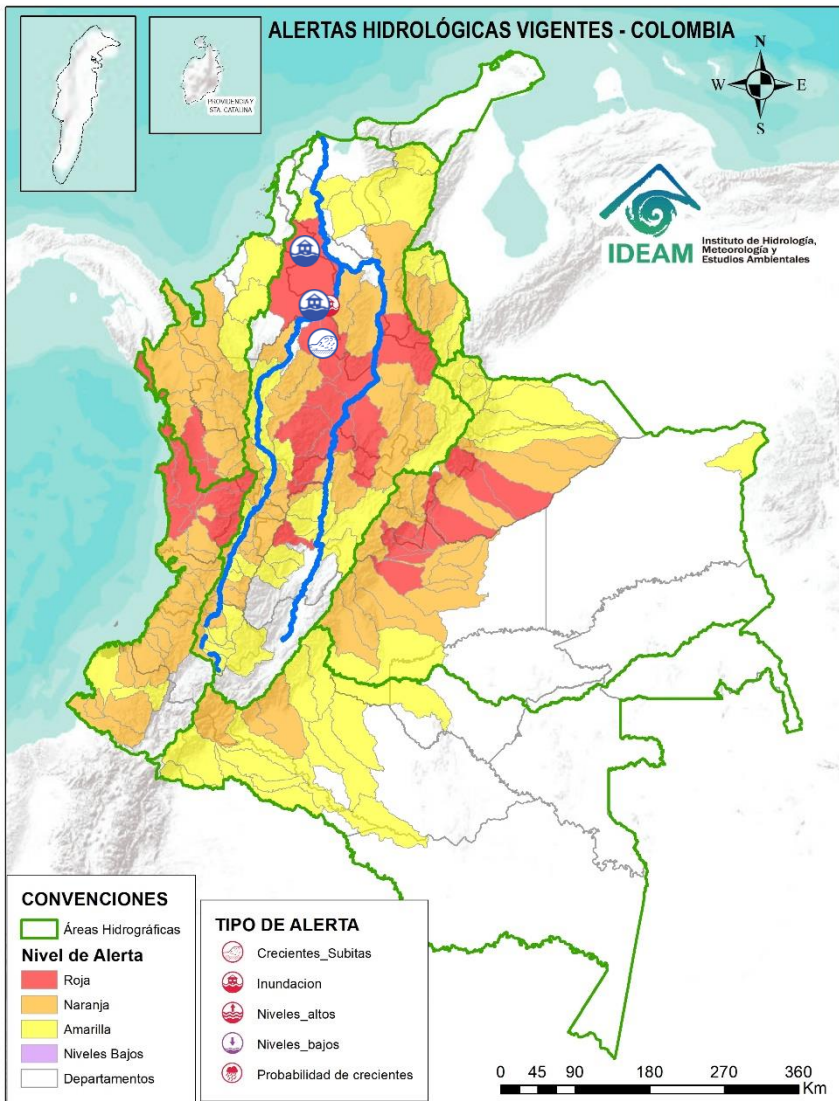 ALERTAS HIDROLÓGICAS VIGENTES - COLOMBIA
PROVIDENCIA Y
STA. CATALINA
N
W
E
S
IDEAM
Instituto de Hidrología,
Meteorología y
Estudios Ambientales
CONVENCIONES
Áreas Hidrográficas
Nivel de Alerta
Roja
Naranja
Amarilla
Niveles Bajos
Departamentos
TIPO DE ALERTA
Crecientes_Subitas
Inundacion
Niveles_altos
Niveles_bajos
Probabilidad de crecientes
0 45 90 180 270 360
Km